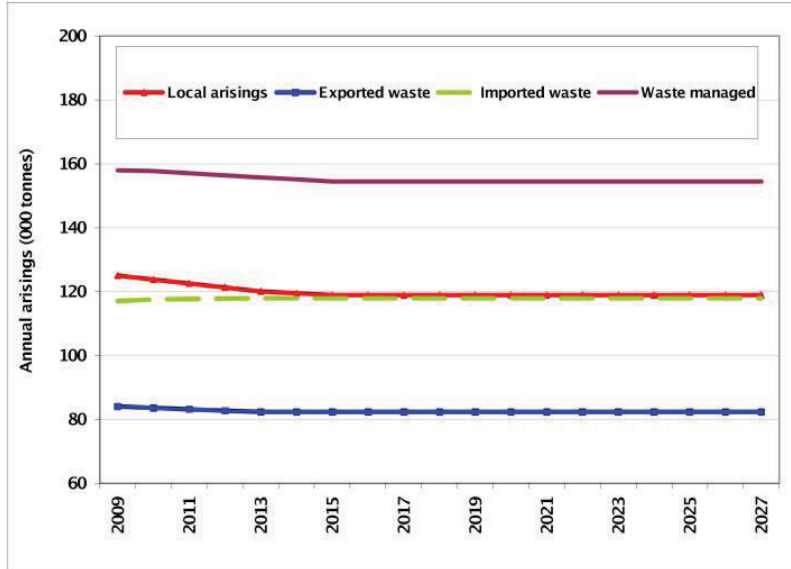 200
Local arisings Exported waste Imported waste Waste managed
180
160
140
120
100
80
60
Annual arisings (000 tonnes)
2009 2011 2013 2015 2017 2019 2021 2023 2025 2027